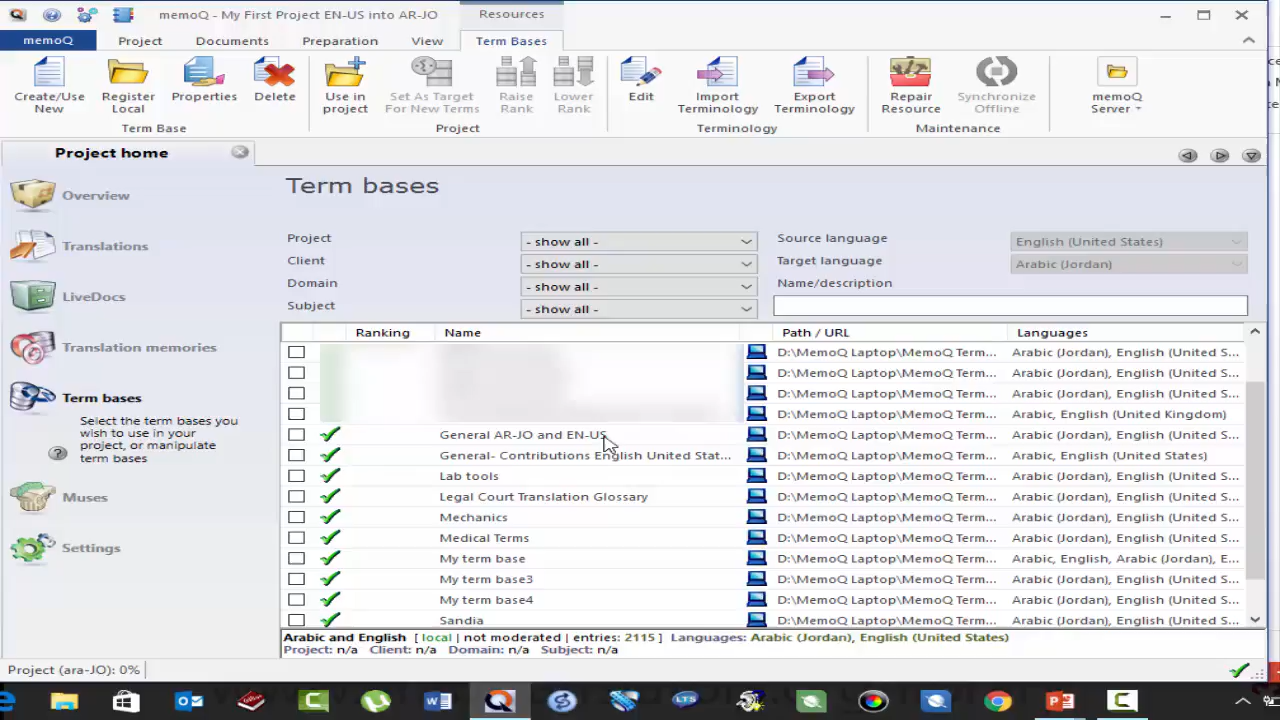 memoQ - My First Project EN-US into AR-JO
Resources
memoQ
Project
Documents
Preparation
View
Term Bases
Create/Use New
Register Local
Properties
Delete
Use in project
Set As Target For New Terms
Raise Rank
Lower Rank
Edit
Import Terminology
Export Terminology
Repair Resource
Synchronize Offline
memoQ Server
Term Base
Project
Terminology
Maintenance
Project home
Overview
Translations
LiveDocs
Translation memories
Term bases
Select the term bases you
wish to use in your
project, or manipulate
term bases
Muses
Settings
Term bases
Project - show all -
Client - show all -
Domain - show all -
Subject - show all -
Source language English (United States)
Target language Arabic (Jordan)
Name/description
Ranking Name Path / URL Languages
D:\MemoQ Laptop\MemoQ Term... Arabic (Jordan), English (United S...
D:\MemoQ Laptop\MemoQ Term... Arabic (Jordan), English (United S...
D:\MemoQ Laptop\MemoQ Term... Arabic (Jordan), English (United S...
D:\MemoQ Laptop\MemoQ Term... Arabic, English (United Kingdom)
General AR-JO and EN-US D:\MemoQ Laptop\MemoQ Term... Arabic (Jordan), English (United S...
General- Contributions English United Stat... D:\MemoQ Laptop\MemoQ Term... Arabic, English (United States)
Lab tools D:\MemoQ Laptop\MemoQ Term... Arabic (Jordan), English (United S...
Legal Court Translation Glossary D:\MemoQ Laptop\MemoQ Term... Arabic (Jordan), English (United S...
Mechanics D:\MemoQ Laptop\MemoQ Term... Arabic (Jordan), English (United S...
Medical Terms D:\MemoQ Laptop\MemoQ Term... Arabic (Jordan), English (United S...
My term base D:\MemoQ Laptop\MemoQ Term... Arabic, English, Arabic (Jordan), E...
My term base3 D:\MemoQ Laptop\MemoQ Term... Arabic (Jordan), English (United S...
My term base4 D:\MemoQ Laptop\MemoQ Term... Arabic (Jordan), English (United S...
Sandia D:\MemoQ Laptop\MemoQ Term... Arabic (Jordan), English (United S...
Arabic and English [ local | not moderated | entries: 2115 ] Languages: Arabic (Jordan), English (United States)
Project: n/a Client: n/a Domain: n/a Subject: n/a
Project (ara-JO): 0%
LTS